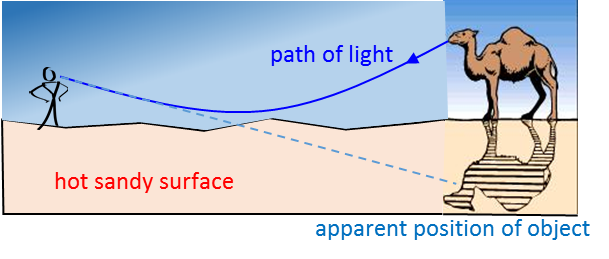 path of light
hot sandy surface
apparent position of object